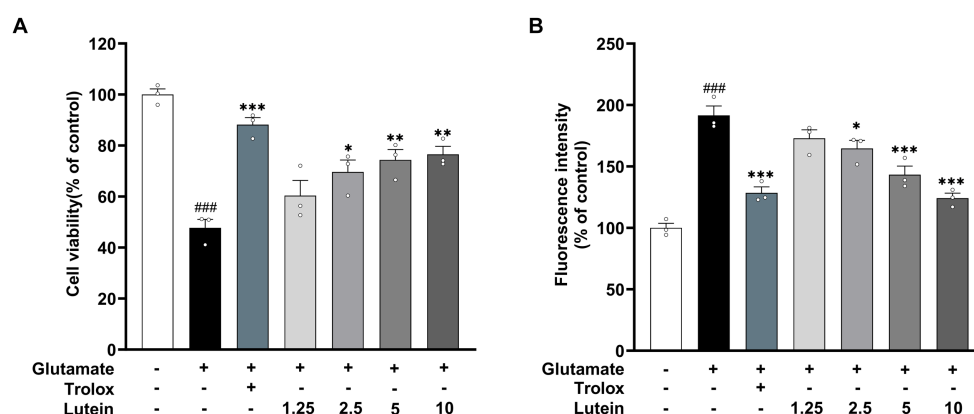 A
Cell viability(% of control)
120
100
80
60
40
20
0
###
***
*
**
**
Glutamate - + + + + + +
Trolox - - + - - - -
Lutein - - - 1.25 2.5 5 10
B
Fluorescence intensity
(% of control)
250
200
150
100
50
0
###
***
*
***
***
Glutamate - + + + + + +
Trolox - - + - - - -
Lutein - - - 1.25 2.5 5 10